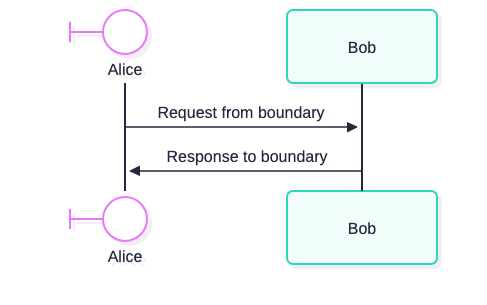 Alice
Bob
Request from boundary
Response to boundary
Alice
Bob